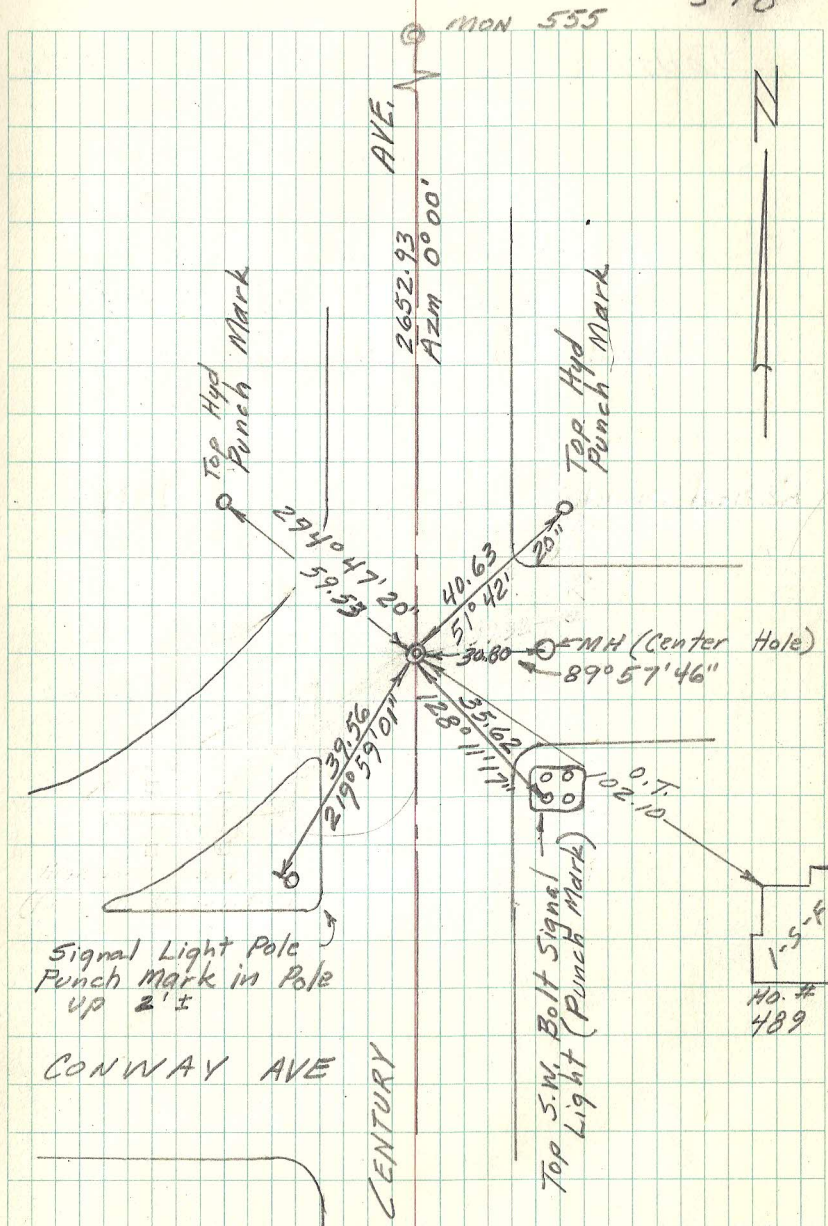 MON 555
AVE.
2652.93
Azm 0°00'
N
Top Hyd
Punch Mark
Top Hyd
Punch Mark
294°47'20"
59.53
40.63
51°42'20"
MH (Center Hole)
30.80
89°57'46"
39.56
219°59'01"
35.62
128°11'17"
O.T.
102.10
Signal Light Pole
Punch Mark in Pole
up 2'±
Top S.W. Bolt Signal
Light (Punch Mark)
Ho. #
489
CONWAY AVE
CENTURY